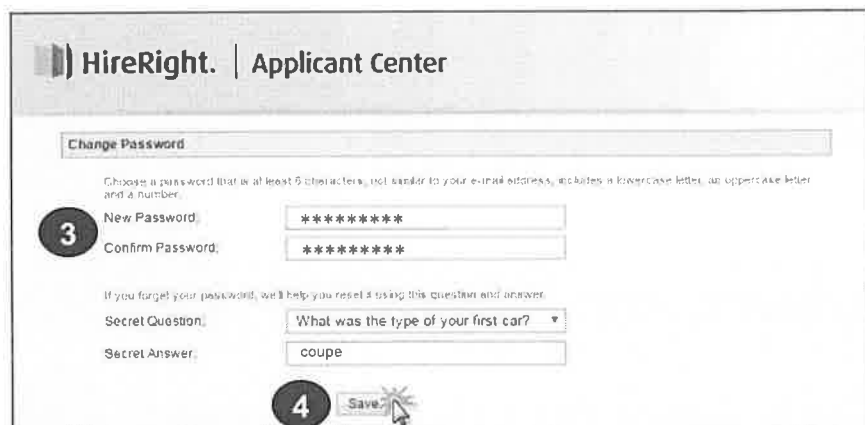 HireRight. | Applicant Center
Change Password
Choose a password that is at least 6 characters, not similar to your e-mail address, includes a lowercase letter, an uppercase letter
and a number.
3
New Password: *********
Confirm Password: *********
If you forget your password, we'll help you reset it using this question and answer.
Secret Question: What was the type of your first car?
Secret Answer: coupe
4 Save